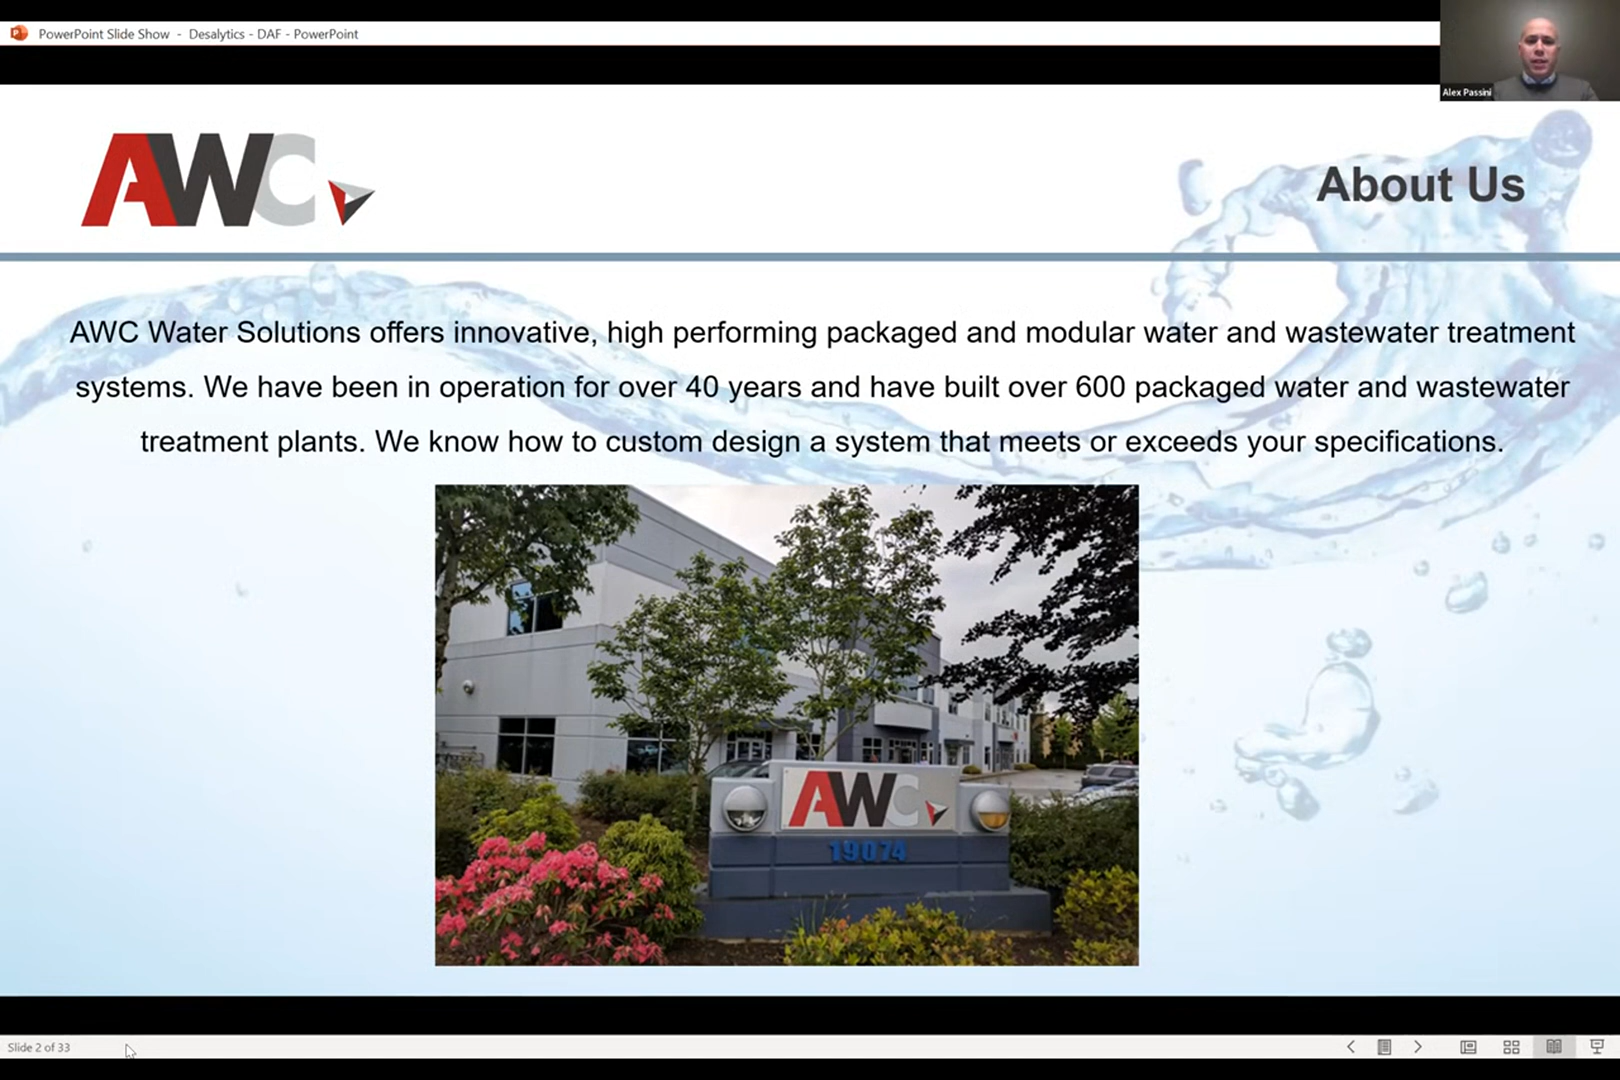 PowerPoint Slide Show - Desalytics - DAF - PowerPoint
Alex Passini
AWC
About Us
AWC Water Solutions offers innovative, high performing packaged and modular water and wastewater treatment
systems. We have been in operation for over 40 years and have built over 600 packaged water and wastewater
treatment plants. We know how to custom design a system that meets or exceeds your specifications.
AWC
19074
Slide 2 of 33